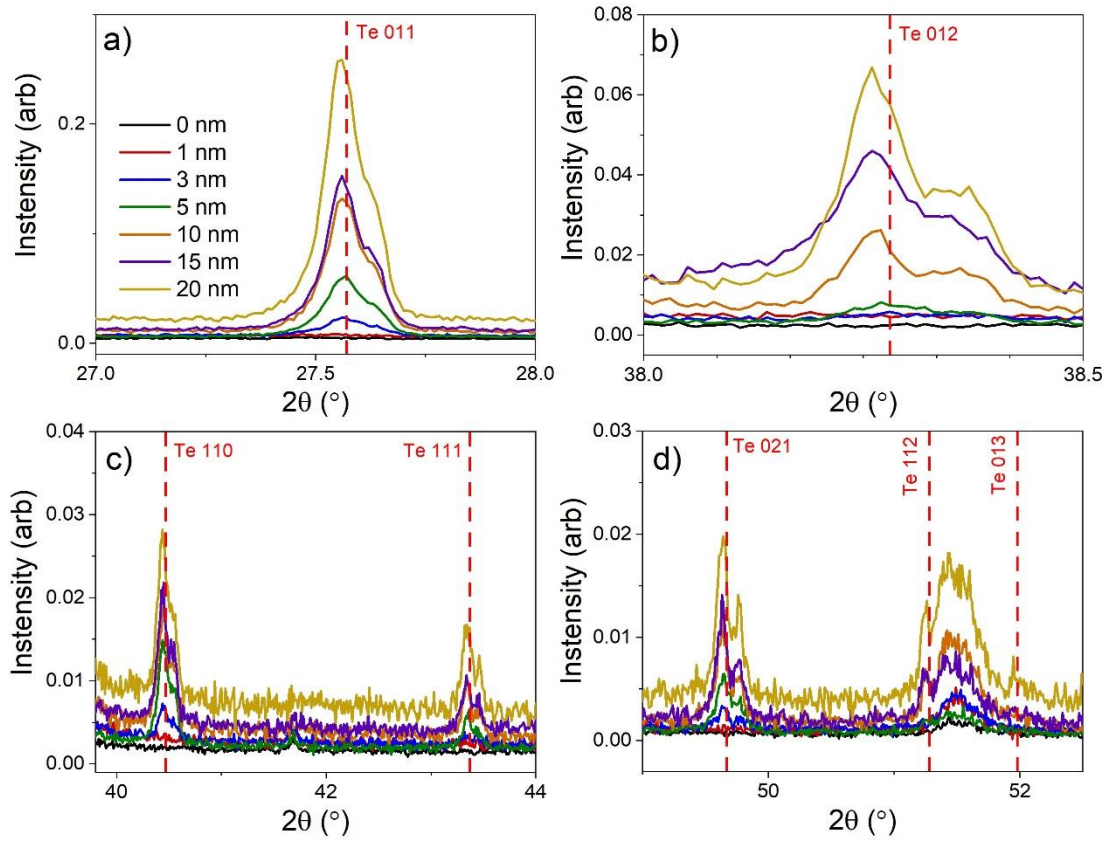 a)
Te 011
0 nm
1 nm
3 nm
5 nm
10 nm
15 nm
20 nm
Instensity (arb)
0.2
0.0
27.0
27.5
28.0
2θ (°)
b)
Te 012
Instensity (arb)
0.08
0.06
0.04
0.02
0.00
38.0
38.5
2θ (°)
c)
Te 110
Te 111
Instensity (arb)
0.04
0.03
0.02
0.01
0.00
40
42
44
2θ (°)
d)
Te 021
Te 112
Te 013
Instensity (arb)
0.03
0.02
0.01
0.00
50
52
2θ (°)